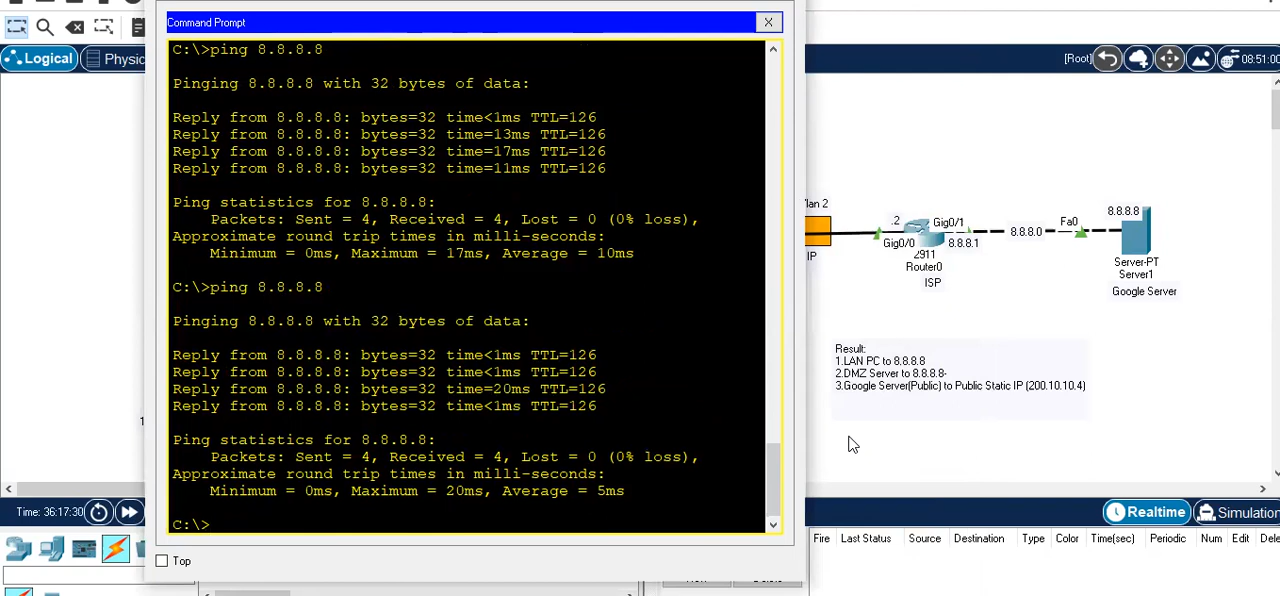 Command Prompt
X
C:\>ping 8.8.8.8
Pinging 8.8.8.8 with 32 bytes of data:
Reply from 8.8.8.8: bytes=32 time<1ms TTL=126
Reply from 8.8.8.8: bytes=32 time=13ms TTL=126
Reply from 8.8.8.8: bytes=32 time=17ms TTL=126
Reply from 8.8.8.8: bytes=32 time=11ms TTL=126
Ping statistics for 8.8.8.8:
Packets: Sent = 4, Received = 4, Lost = 0 (0% loss),
Approximate round trip times in milli-seconds:
Minimum = 0ms, Maximum = 17ms, Average = 10ms
C:\>ping 8.8.8.8
Pinging 8.8.8.8 with 32 bytes of data:
Reply from 8.8.8.8: bytes=32 time<1ms TTL=126
Reply from 8.8.8.8: bytes=32 time<1ms TTL=126
Reply from 8.8.8.8: bytes=32 time=20ms TTL=126
Reply from 8.8.8.8: bytes=32 time<1ms TTL=126
Ping statistics for 8.8.8.8:
Packets: Sent = 4, Received = 4, Lost = 0 (0% loss),
Approximate round trip times in milli-seconds:
Minimum = 0ms, Maximum = 20ms, Average = 5ms
C:\>
Top
Logical
Physic
[Root]
08:51:00
lan 2
IP
.2
Gig0/1
Gig0/0
8.8.8.1
2911
Router0
ISP
8.8.8.0
Fa0
8.8.8.8
Server-PT
Server1
Google Server
Result:
1.LAN PC to 8.8.8.8
2.DMZ Server to 8.8.8.8-
3.Google Server(Public) to Public Static IP (200.10.10.4)
1
Time: 36:17:30
Realtime
Simulation
Fire Last Status Source Destination Type Color Time(sec) Periodic Num Edit Dele